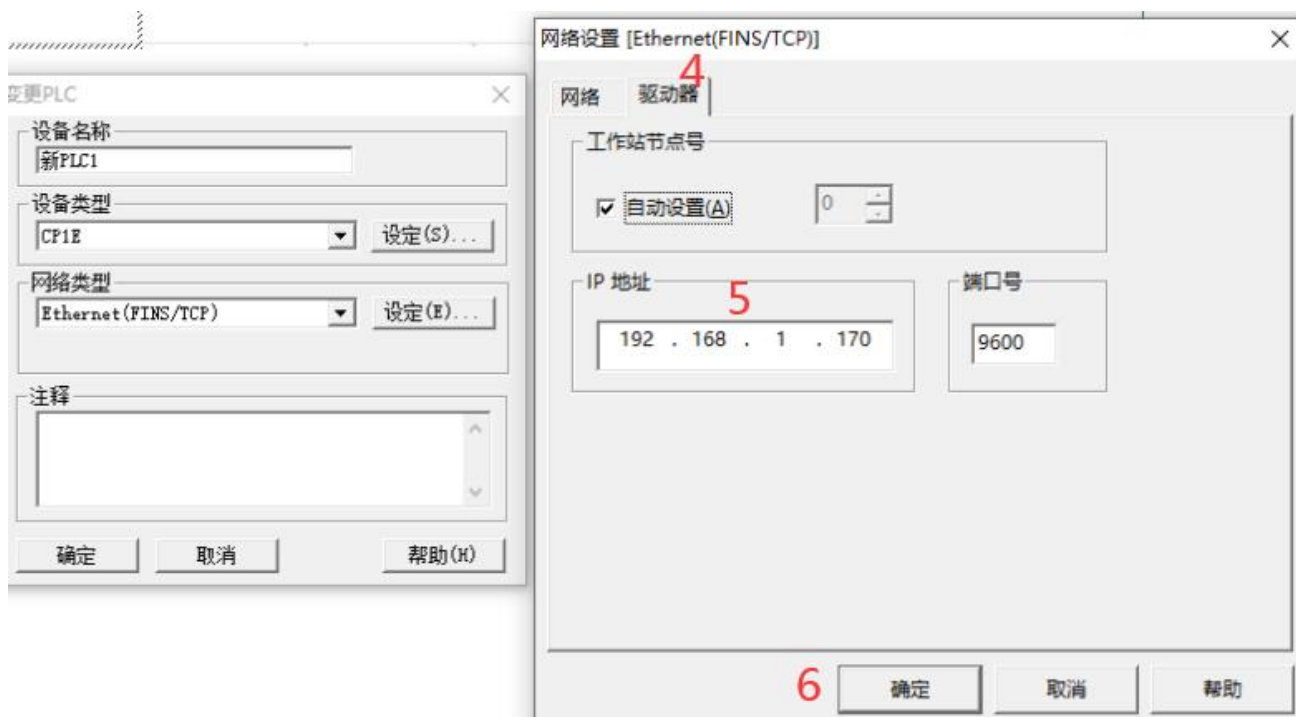 变更PLC
设备名称
新PLC1
设备类型
CP1E
设定(S)...
网络类型
Ethernet(FINS/TCP)
设定(E)...
注释
确定
取消
帮助(H)
网络设置 [Ethernet(FINS/TCP)]
4
网络
驱动器
工作站节点号
自动设置(A)
0
IP 地址
5
192 . 168 . 1 . 170
端口号
9600
6
确定
取消
帮助